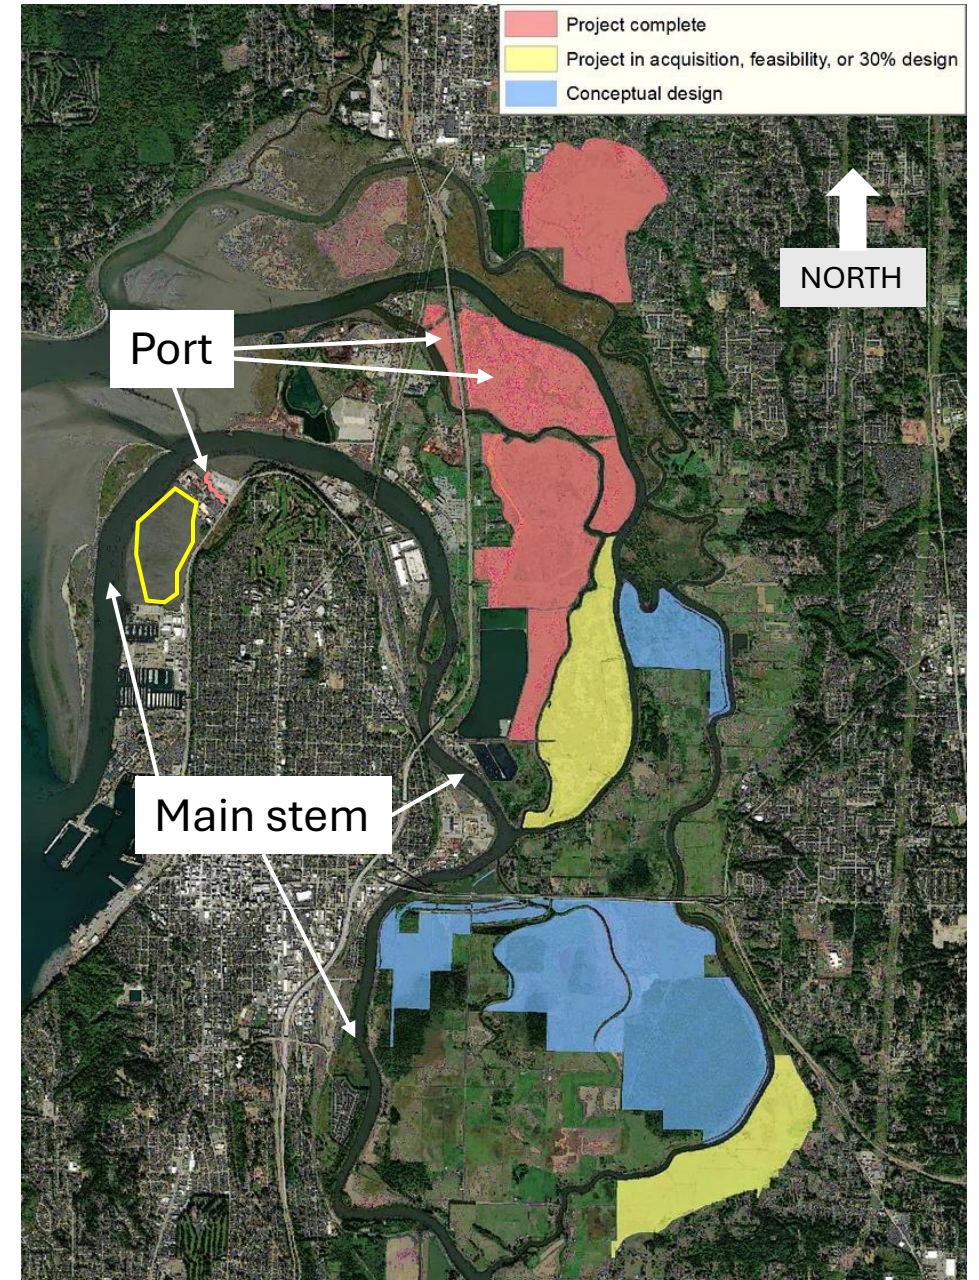 Project complete
Project in acquisition, feasibility, or 30% design
Conceptual design
NORTH
Port
Main stem